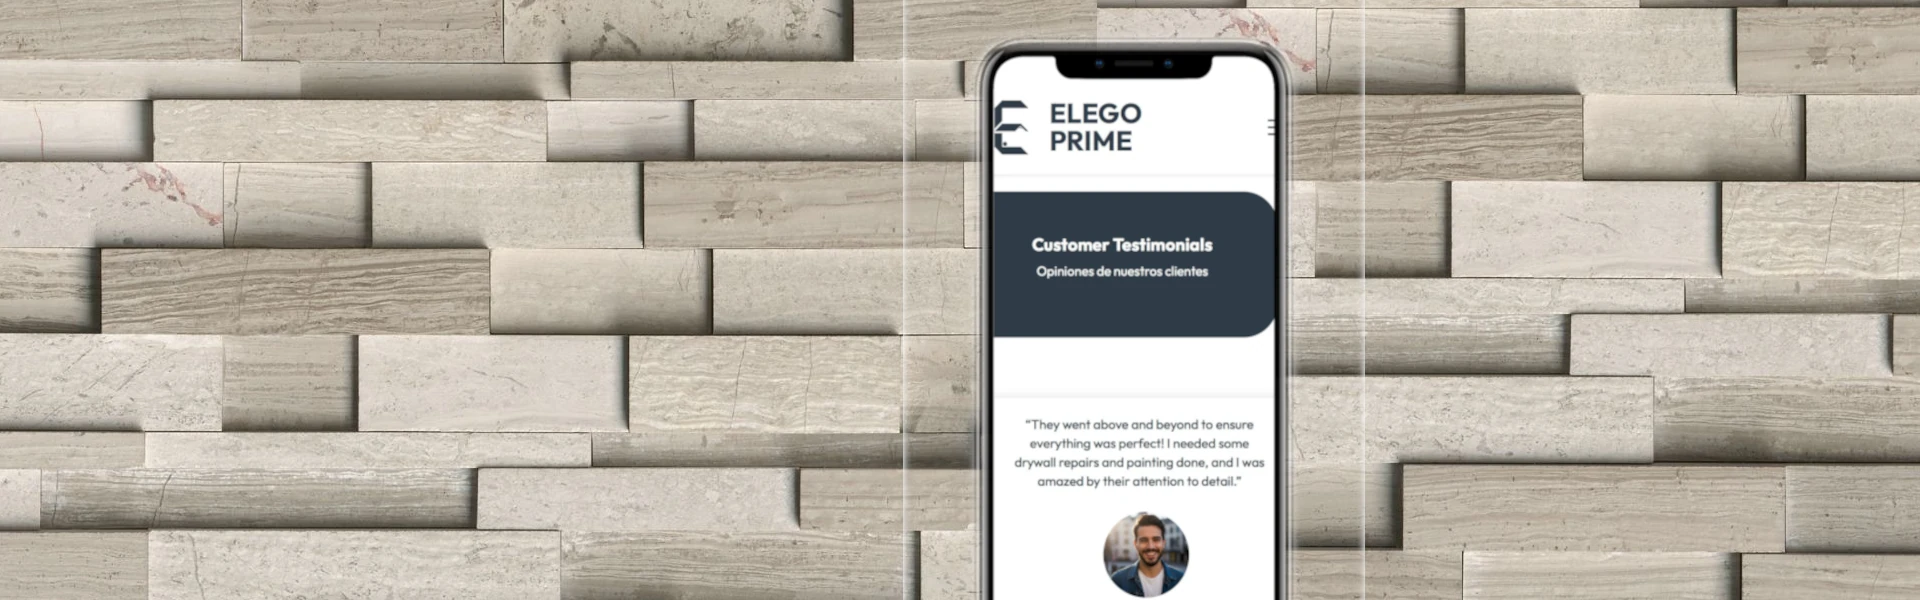 ELEGO
PRIME
Customer Testimonials
Opiniones de nuestros clientes
“They went above and beyond to ensure
everything was perfect! I needed some
drywall repairs and painting done, and I was
amazed by their attention to detail.”